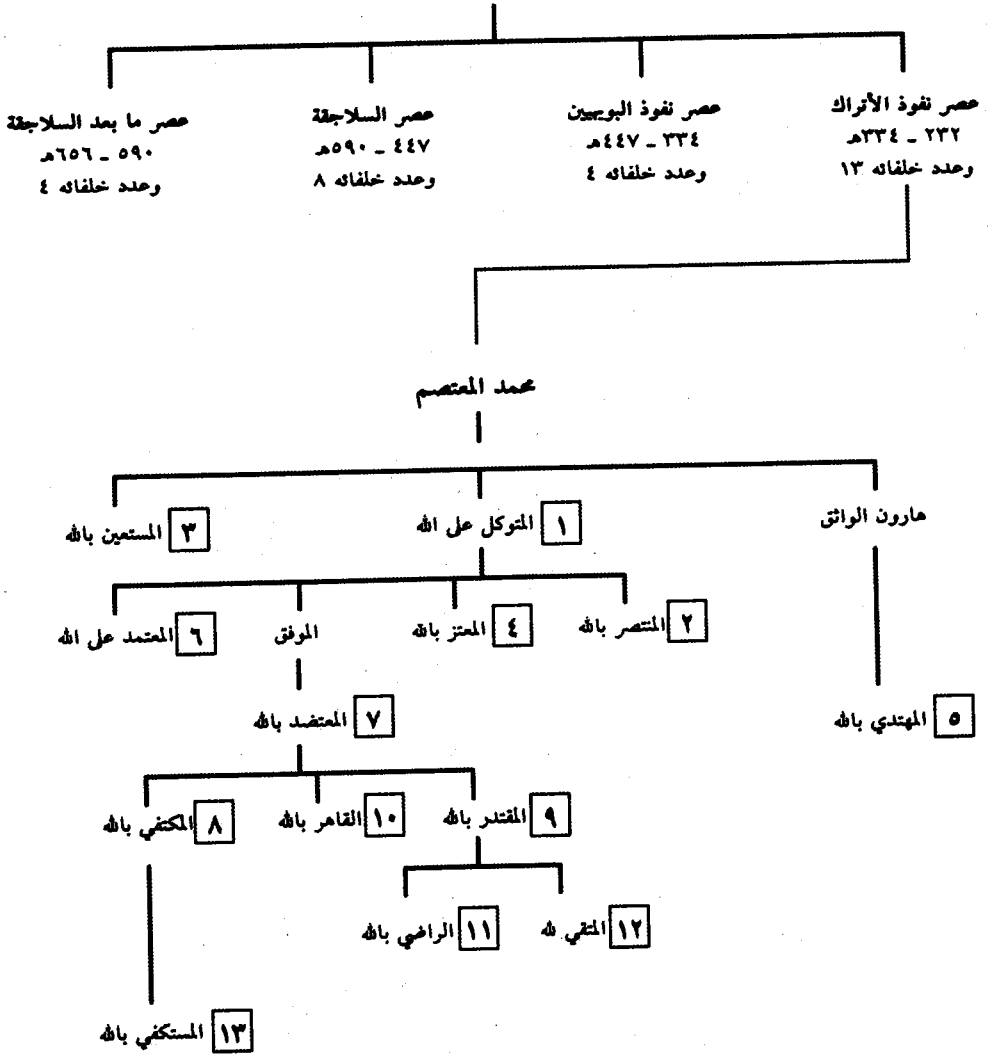 عصر نفوذ الأتراك
٢٣٢ - ٣٣٤هـ
وعدد خلفائه ١٣
عصر نفوذ البويهيين
٣٣٤ - ٤٤٧هـ
وعدد خلفائه ٤
عصر السلاجقة
٤٤٧ - ٥٩٠هـ
وعدد خلفائه ٨
عصر ما بعد السلاجقة
٥٩٠ - ٦٥٦هـ
وعدد خلفائه ٤
محمد المعتصم
هارون الواثق
١ المتوكل على الله
٣ المستعين بالله
٢ المنتصر بالله
٤ المعتز بالله
الموفق
٦ المعتمد على الله
٥ المهتدي بالله
٧ المعتضد بالله
٩ المقتدر بالله
١٠ القاهر بالله
٨ المكتفي بالله
١٢ المتقي لله
١١ الراضي بالله
١٣ المستكفي بالله